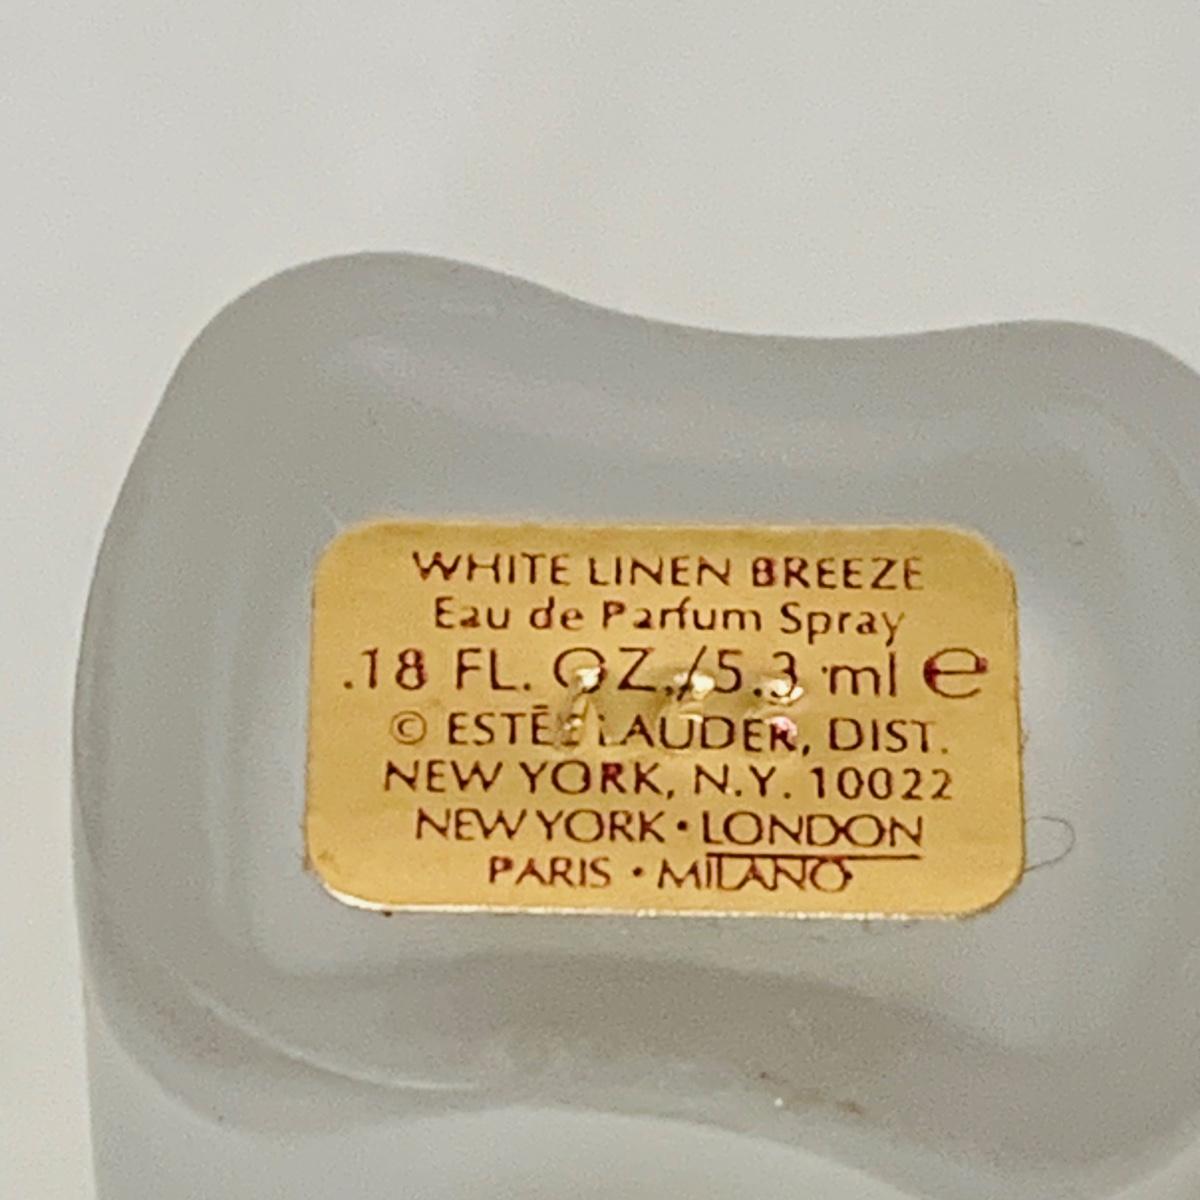 WHITE LINEN BREEZE
Eau de Parfum Spray
.18 FL. OZ./5.3 ml e
© ESTĒE LAUDER, DIST.
NEW YORK, N.Y. 10022
NEW YORK • LONDON
PARIS • MILANO